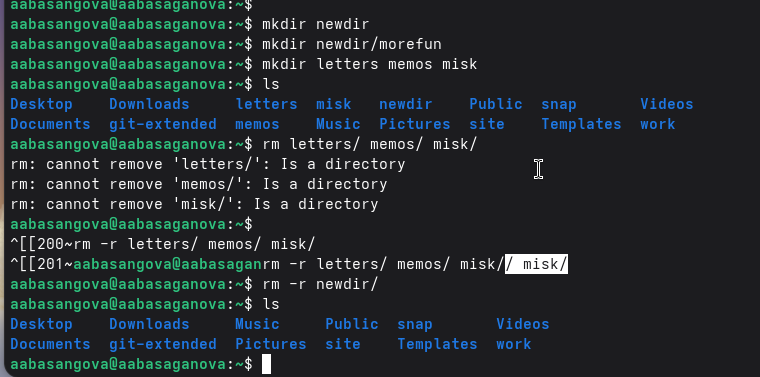 aabasangova@aabasaganova:~$
aabasangova@aabasaganova:~$ mkdir newdir
aabasangova@aabasaganova:~$ mkdir newdir/morefun
aabasangova@aabasaganova:~$ mkdir letters memos misk
aabasangova@aabasaganova:~$ ls
Desktop Downloads letters misk newdir Public snap Videos
Documents git-extended memos Music Pictures site Templates work
aabasangova@aabasaganova:~$ rm letters/ memos/ misk/
rm: cannot remove 'letters/': Is a directory
rm: cannot remove 'memos/': Is a directory
rm: cannot remove 'misk/': Is a directory
aabasangova@aabasaganova:~$
^[[200~rm -r letters/ memos/ misk/
^[[201~aabasangova@aabasaganrm -r letters/ memos/ misk// misk/
aabasangova@aabasaganova:~$ rm -r newdir/
aabasangova@aabasaganova:~$ ls
Desktop Downloads Music Public snap Videos
Documents git-extended Pictures site Templates work
aabasangova@aabasaganova:~$